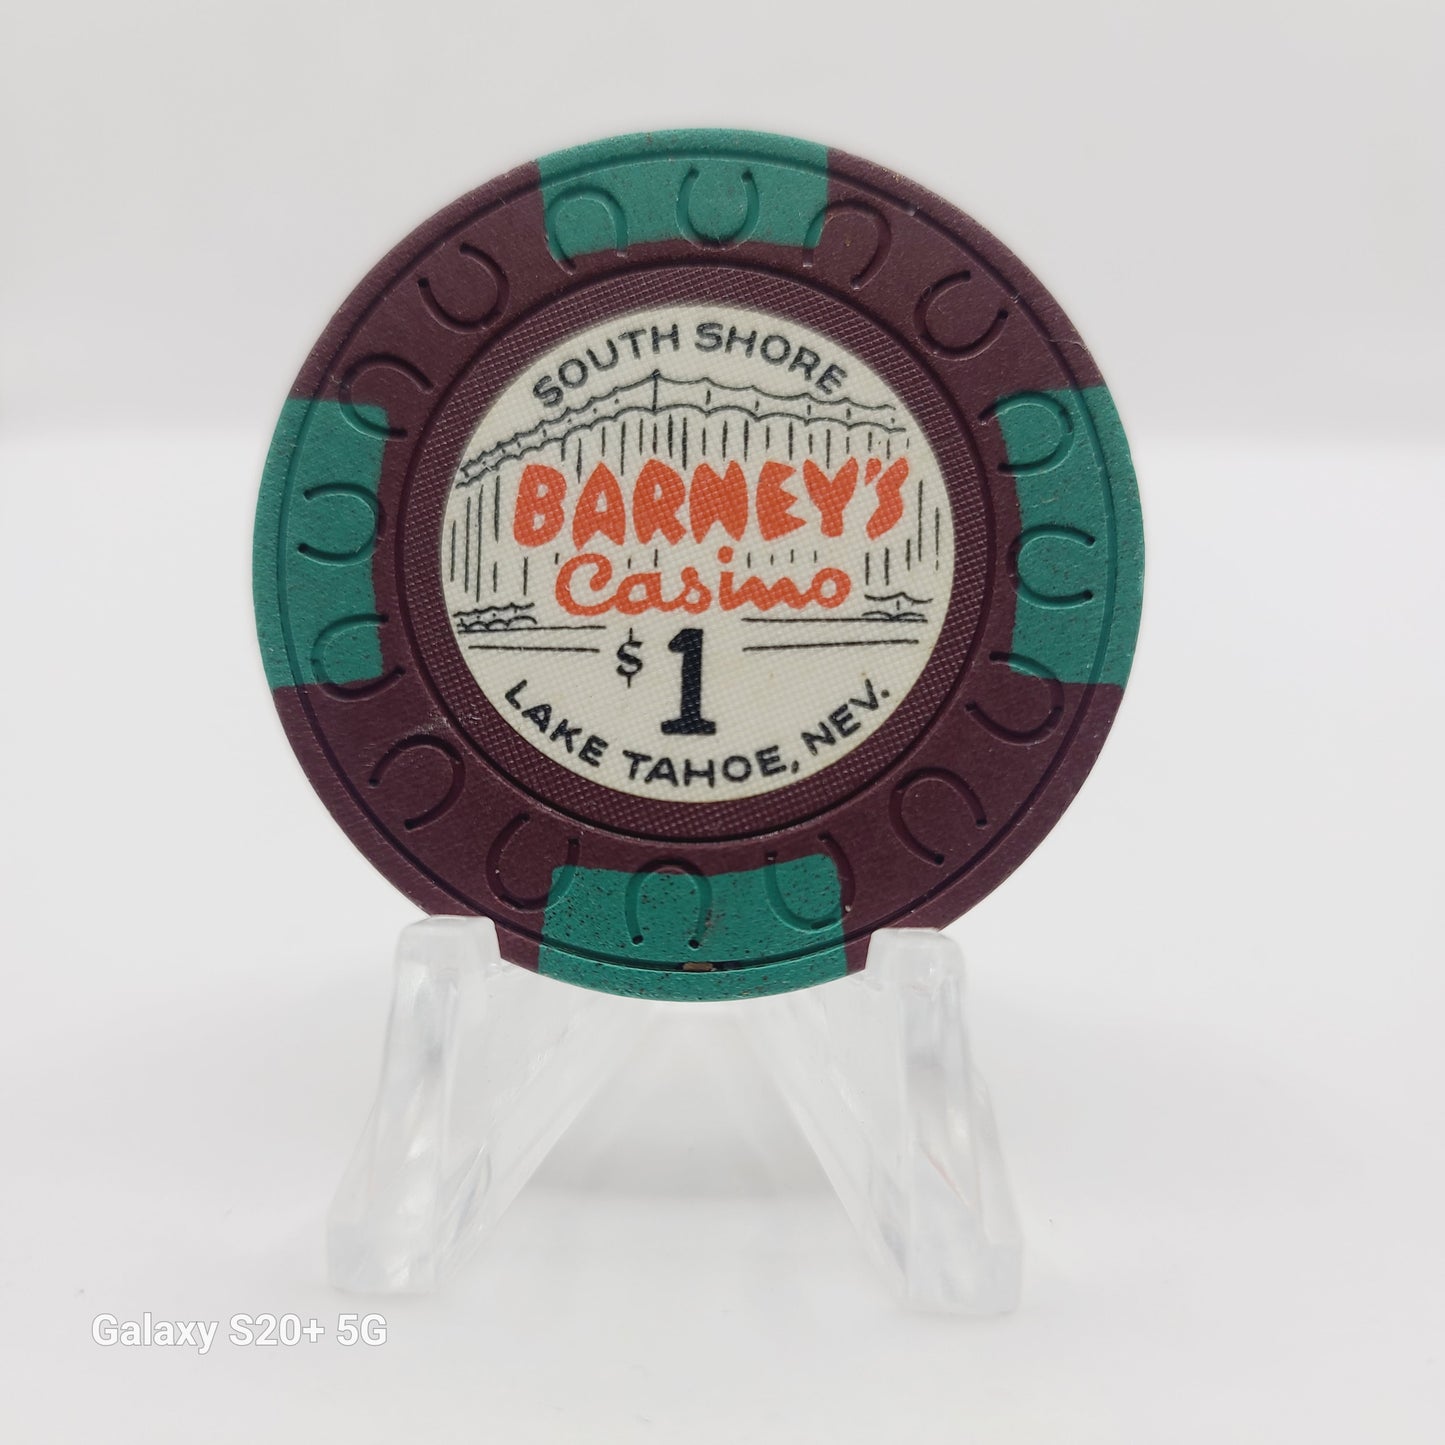 SOUTH SHORE
BARNEY'S
Casino
$1
LAKE TAHOE, NEV.
Galaxy S20+ 5G